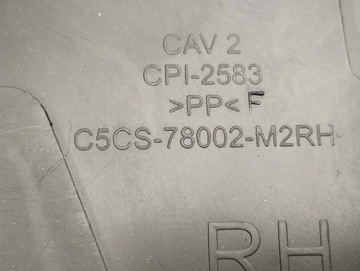 CAV 2
CPI-2583
>PP< F
C5CS-78002-M2RH
RH